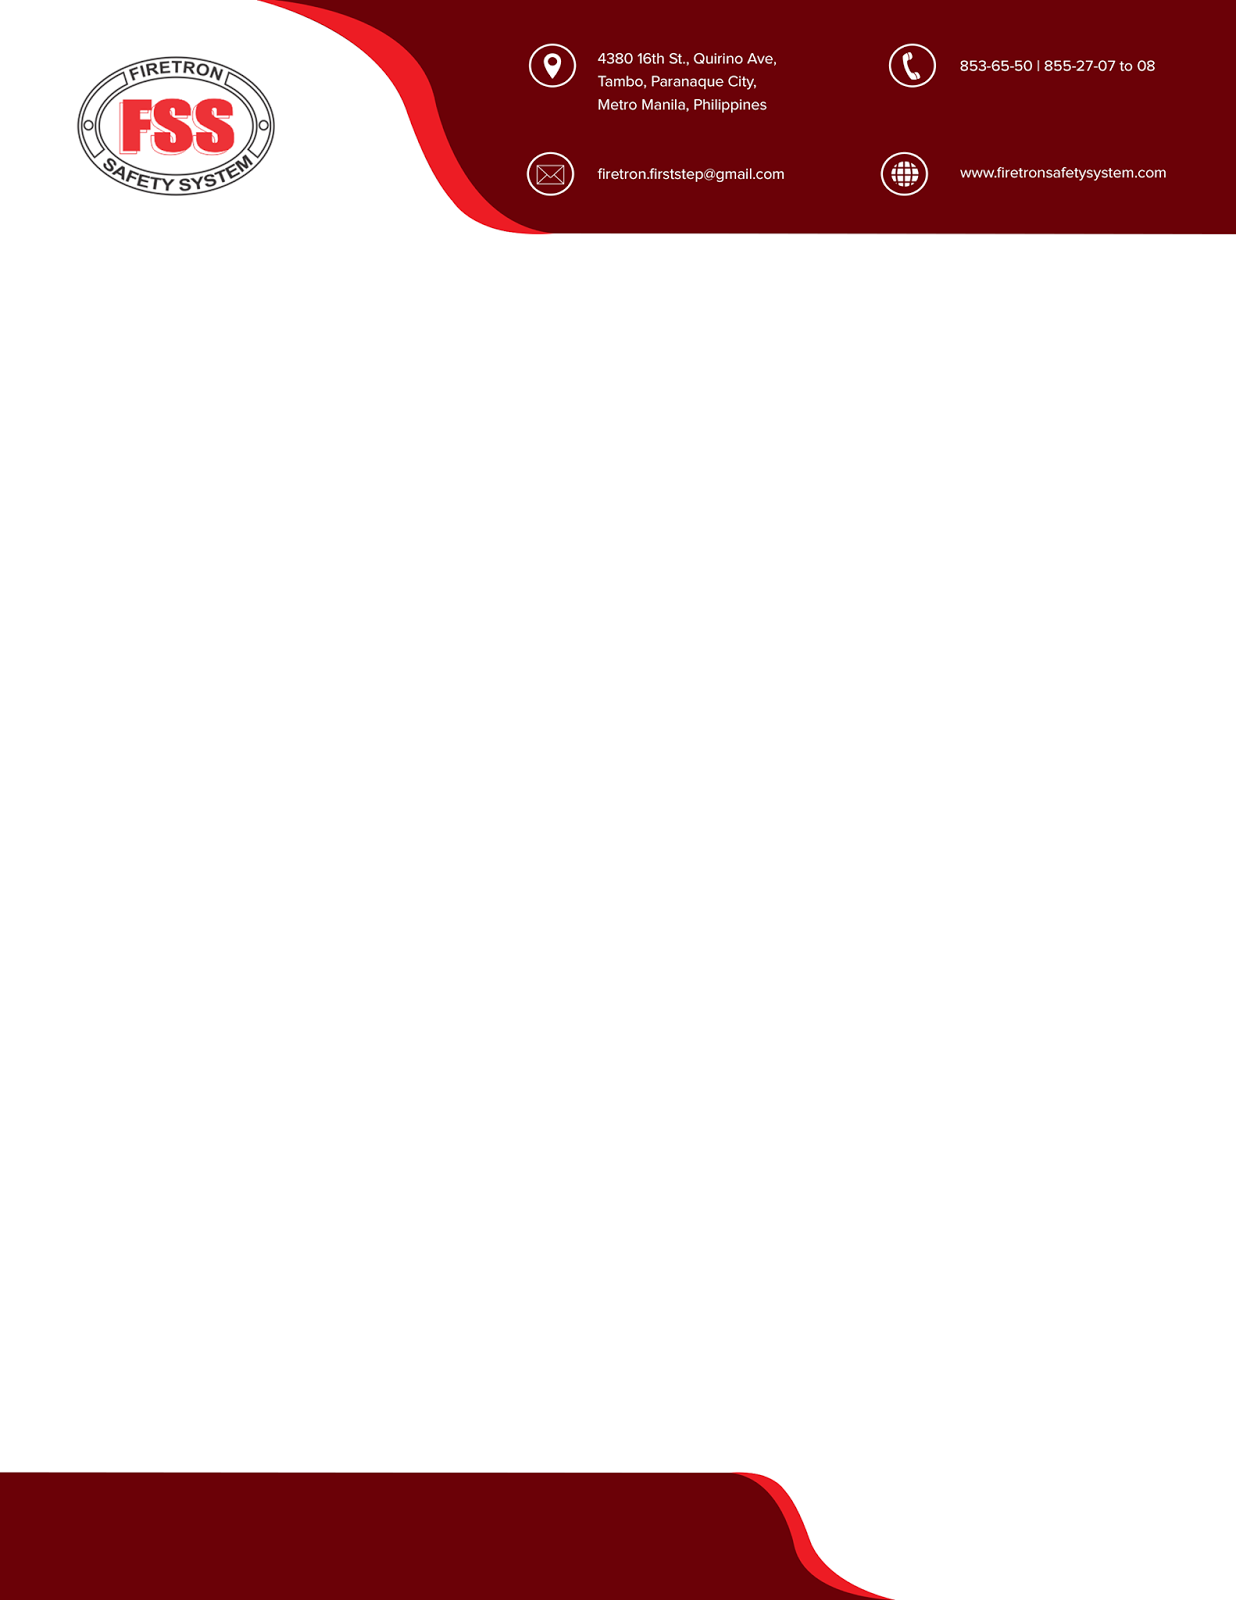 FIRETRON
FSS
SAFETY SYSTEM
4380 16th St., Quirino Ave,
Tambo, Paranaque City,
Metro Manila, Philippines
853-65-50 | 855-27-07 to 08
firetron.firststep@gmail.com
www.firetronsafetysystem.com